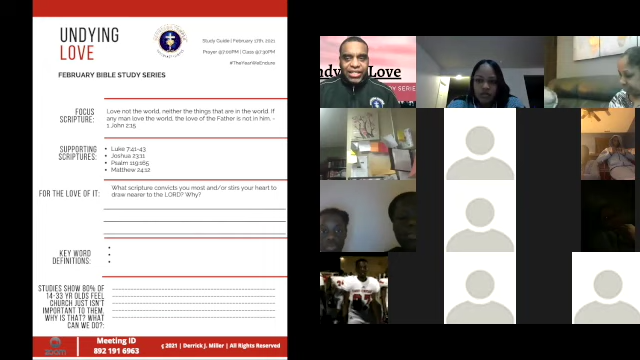 UNDYING
LOVE
Study Guide | February 17th, 2021
Prayer @7:00PM | Class @7:30PM
#TheYearWeEndure
FEBRUARY BIBLE STUDY SERIES
FOCUS
SCRIPTURE:
Love not the world, neither the things that are in the world. If
any man love the world, the love of the Father is not in him. -
1 John 2:15
SUPPORTING
SCRIPTURES:
• Luke 7:41-43
• Joshua 23:11
• Psalm 119:165
• Matthew 24:12
FOR THE LOVE OF IT:
What scripture convicts you most and/or stirs your heart to
draw nearer to the LORD? Why?
KEY WORD
DEFINITIONS:
STUDIES SHOW 80% OF
14-33 YR OLDS FEEL
CHURCH JUST ISN'T
IMPORTANT TO THEM.
WHY IS THAT? WHAT
CAN WE DO?:
zoom
Meeting ID
892 191 6963
© 2021 | Derrick J. Miller | All Rights Reserved
Love